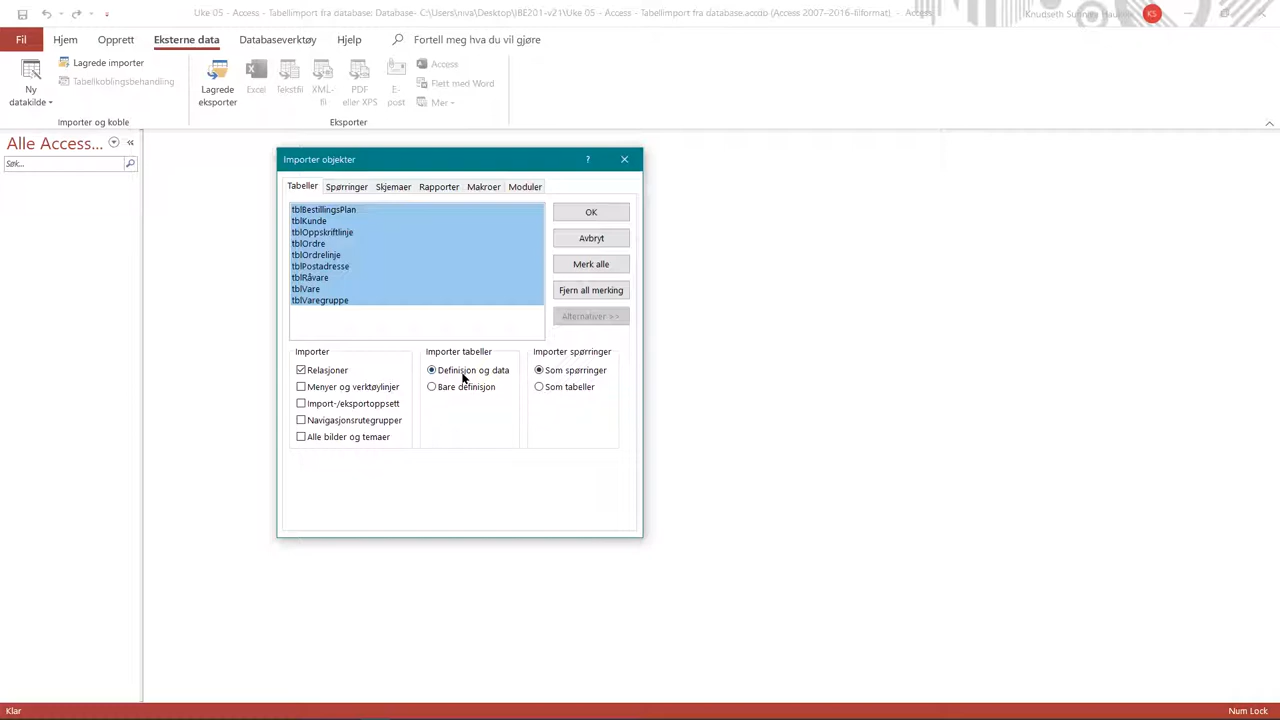 Uke 05 - Access - Tabellimport fra database: Database- C:\Users\niva\Desktop\IBE201-v21\Uke 05 - Access - Tabellimport fra database.accdb (Access 2007–2016-filformat) - Access
KS
Fil Hjem Opprett Eksterne data Databaseverktøy Hjelp Fortell meg hva du vil gjøre
Ny datakilde
Lagrede importer
Tabellkoblingsbehandling
Importer og koble
Lagrede eksporter
Excel
Tekstfil
XML-fil
PDF eller XPS
E-post
Access
Flett med Word
Mer
Eksporter
Alle Access...
Søk...
Importer objekter
?
Tabeller Spørringer Skjemaer Rapporter Makroer Moduler
tblBestillingsPlan
tblKunde
tblOppskriftlinje
tblOrdre
tblOrdrelinje
tblPostadresse
tblRåvare
tblVare
tblVaregruppe
OK
Avbryt
Merk alle
Fjern all merking
Alternativer >>
Importer
Relasjoner
Menyer og verktøylinjer
Import-/eksportoppsett
Navigasjonsrutegrupper
Alle bilder og temaer
Importer tabeller
Definisjon og data
Bare definisjon
Importer spørringer
Som spørringer
Som tabeller
Klar
Num Lock